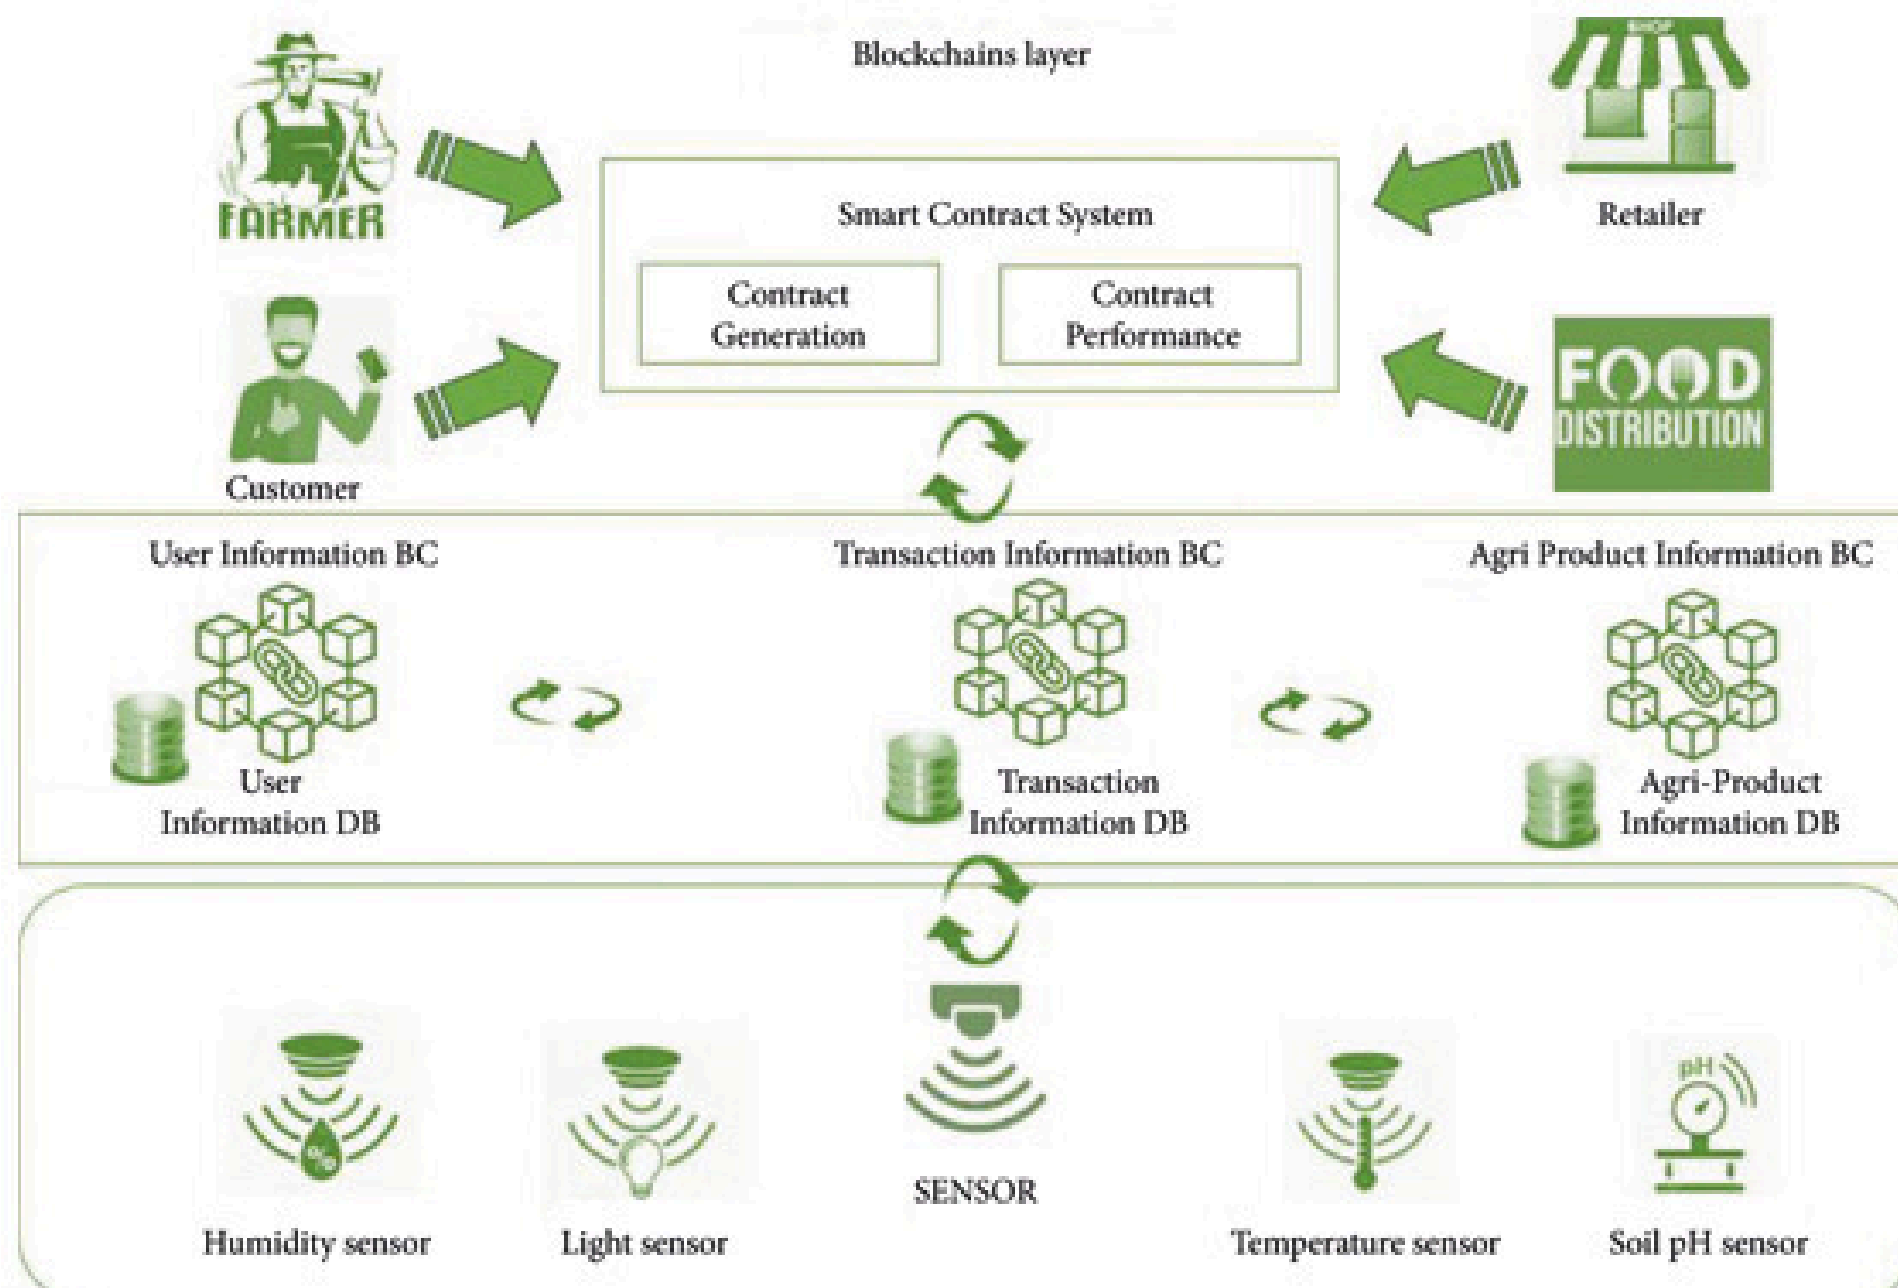 Blockchains layer
SHOP
FARMER
Retailer
Smart Contract System
Contract
Generation
Contract
Performance
Customer
FOOD
DISTRIBUTION
User Information BC
Transaction Information BC
Agri Product Information BC
User
Information DB
Transaction
Information DB
Agri-Product
Information DB
SENSOR
%
pH
Humidity sensor
Light sensor
Temperature sensor
Soil pH sensor